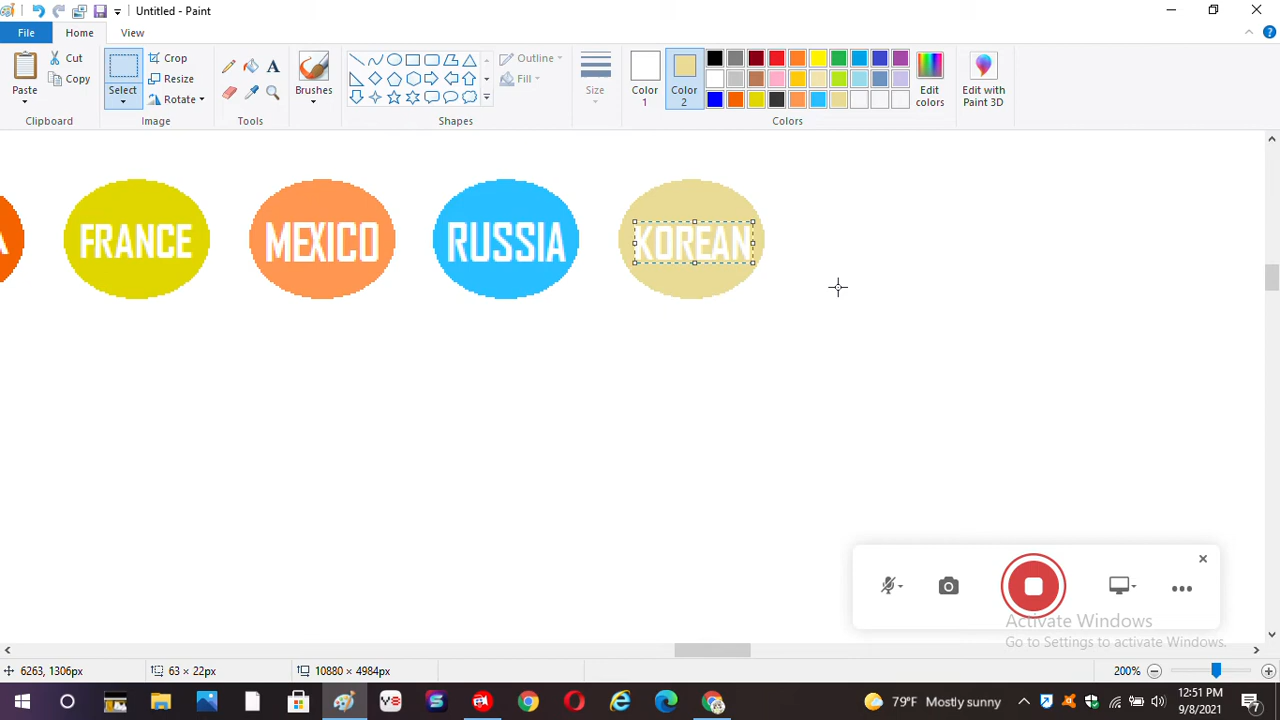 Untitled - Paint
File
Home
View
Paste
Cut
Copy
Clipboard
Select
Crop
Resize
Rotate
Image
A
Tools
Brushes
Shapes
Outline
Fill
Size
Color 1
Color 2
Colors
Edit colors
Edit with Paint 3D
A
FRANCE
MEXICO
RUSSIA
KOREAN
Activate Windows
Go to Settings to activate Windows.
6263, 1306px
63 × 22px
10880 × 4984px
200%
79°F Mostly sunny
12:51 PM
9/8/2021
7